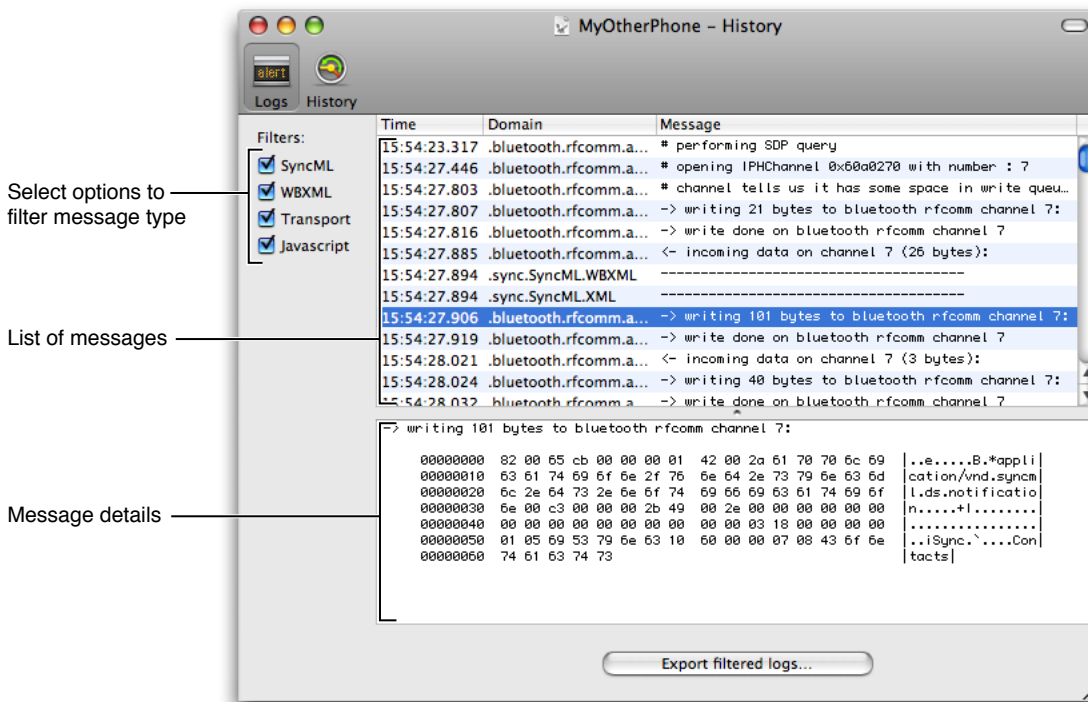 MyOtherPhone – History
alert
Logs History
Filters:
SyncML
WBXML
Transport
Javascript
Select options to
filter message type
List of messages
Message details
Time Domain Message
15:54:23.317 .bluetooth.rfcomm.a... # performing SDP query
15:54:27.446 .bluetooth.rfcomm.a... # opening IPHChannel 0x60a0270 with number : 7
15:54:27.803 .bluetooth.rfcomm.a... # channel tells us it has some space in write queu...
15:54:27.807 .bluetooth.rfcomm.a... -> writing 21 bytes to bluetooth rfcomm channel 7:
15:54:27.816 .bluetooth.rfcomm.a... -> write done on bluetooth rfcomm channel 7
15:54:27.885 .bluetooth.rfcomm.a... <- incoming data on channel 7 (26 bytes):
15:54:27.894 .sync.SyncML.WBXML --------------------------------------
15:54:27.894 .sync.SyncML.XML --------------------------------------
15:54:27.906 .bluetooth.rfcomm.a... -> writing 101 bytes to bluetooth rfcomm channel 7:
15:54:27.919 .bluetooth.rfcomm.a... -> write done on bluetooth rfcomm channel 7
15:54:28.021 .bluetooth.rfcomm.a... <- incoming data on channel 7 (3 bytes):
15:54:28.024 .bluetooth.rfcomm.a... -> writing 40 bytes to bluetooth rfcomm channel 7:
15:54:28.032 .bluetooth.rfcomm.a... -> write done on bluetooth rfcomm channel 7
-> writing 101 bytes to bluetooth rfcomm channel 7:
00000000 82 00 65 cb 00 00 00 01 42 00 2a 61 70 70 6c 69 |..e.....B.*appli|
00000010 63 61 74 69 6f 6e 2f 76 6e 64 2e 73 79 6e 63 6d |cation/vnd.syncm|
00000020 6c 2e 64 73 2e 6e 6f 74 69 66 69 63 61 74 69 6f |l.ds.notificatio|
00000030 6e 00 c3 00 00 00 2b 49 00 2e 00 00 00 00 00 00 |n.....+I........|
00000040 00 00 00 00 00 00 00 00 00 00 03 18 00 00 00 00 |................|
00000050 01 05 69 53 79 6e 63 10 60 00 00 07 08 43 6f 6e |..iSync.`....Con|
00000060 74 61 63 74 73 |tacts|
Export filtered logs...